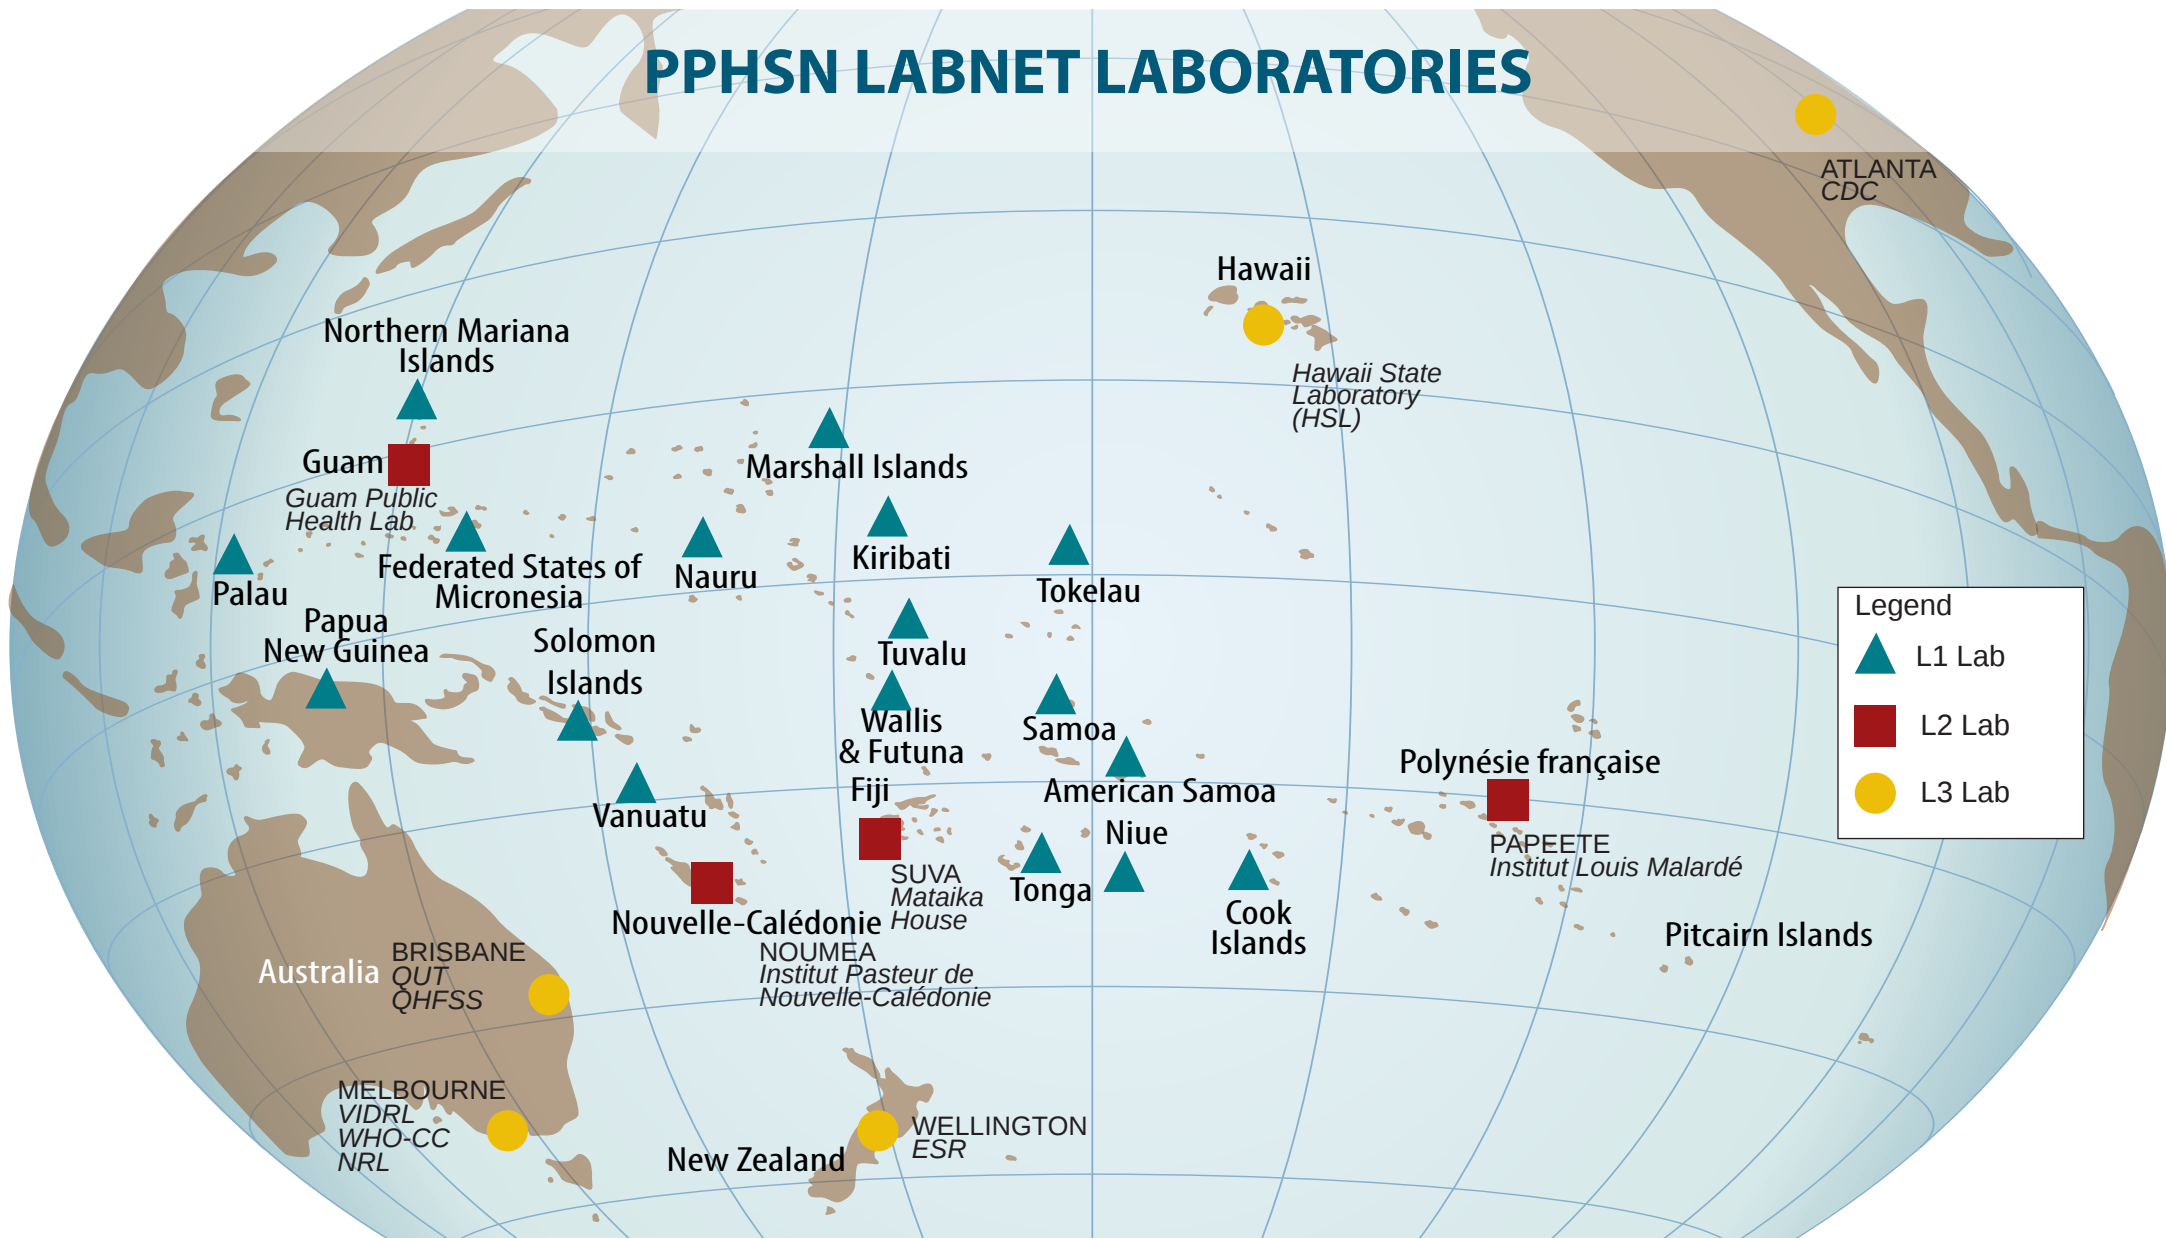 PPHSN LABNET LABORATORIES
ATLANTA
CDC
Hawaii
Hawaii State
Laboratory
(HSL)
Northern Mariana
Islands
Guam
Guam Public
Health Lab
Marshall Islands
Palau
Federated States of
Micronesia
Nauru
Kiribati
Tokelau
Papua
New Guinea
Solomon
Islands
Tuvalu
Wallis
& Futuna
Samoa
American Samoa
Vanuatu
Fiji
SUVA
Mataika
House
Niue
Tonga
Cook
Islands
Polynésie française
PAPEETE
Institut Louis Malardé
Pitcairn Islands
Nouvelle-Calédonie
NOUMEA
Institut Pasteur de
Nouvelle-Calédonie
Australia
BRISBANE
QUT
QHFSS
MELBOURNE
VIDRL
WHO-CC
NRL
New Zealand
WELLINGTON
ESR
Legend
L1 Lab
L2 Lab
L3 Lab